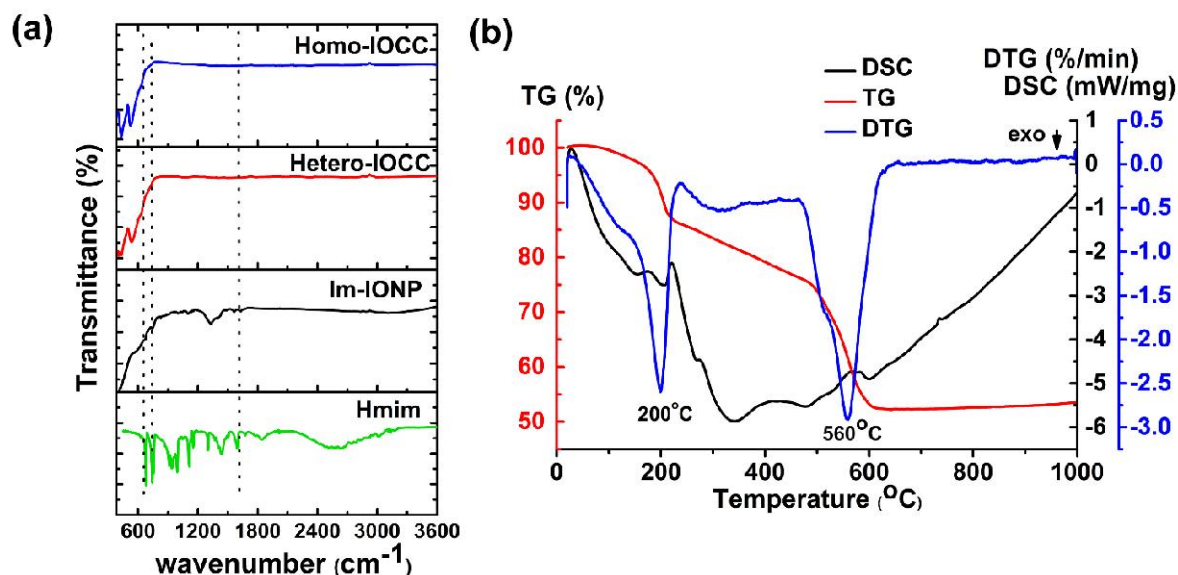 (a)
Homo-IOCC
Hetero-IOCC
Im-IONP
Hmim
Transmittance (%)
600 1200 1800 2400 3000 3600
wavenumber (cm-1)
(b)
DSC
TG
DTG
TG (%)
DTG (%/min)
DSC (mW/mg)
exo
100
90
80
70
60
50
200°C
560°C
1
0
-1
-2
-3
-4
-5
-6
0.5
0.0
-0.5
-1.0
-1.5
-2.0
-2.5
-3.0
0 200 400 600 800 1000
Temperature (°C)